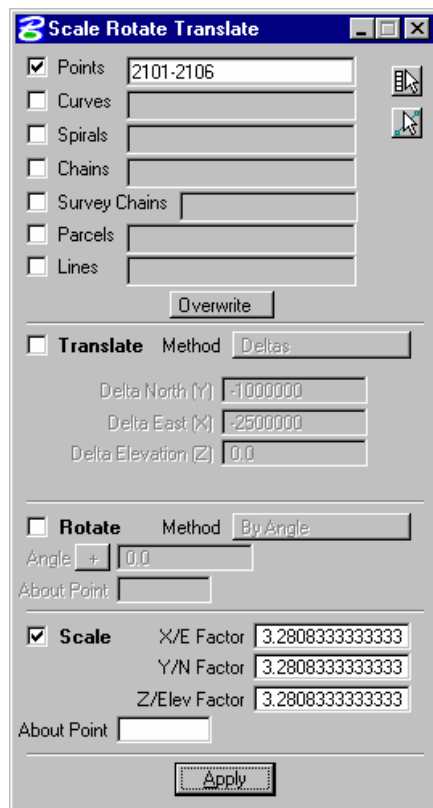 Scale Rotate Translate
Points 2101-2106
Curves
Spirals
Chains
Survey Chains
Parcels
Lines
Overwrite
Translate Method Deltas
Delta North (Y) -1000000
Delta East (X) -2500000
Delta Elevation (Z) 0.0
Rotate Method By Angle
Angle + 0.0
About Point
Scale X/E Factor 3.2808333333333
Y/N Factor 3.2808333333333
Z/Elev Factor 3.2808333333333
About Point
Apply